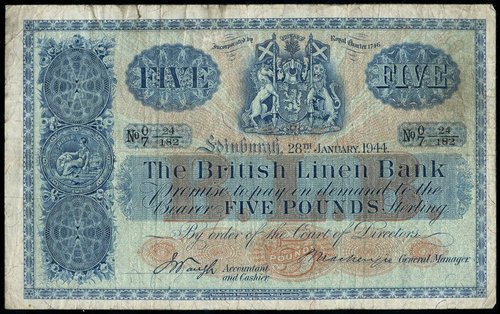 Incorporated by Royal Charter 1746.
FIVE FIVE
No O/7 24/182 No O/7 24/182
Edinburgh, 28TH JANUARY, 1944.
The British Linen Bank
Promise to pay on demand to the
Bearer FIVE POUNDS Sterling
By order of the Court of Directors
Accountant and Cashier
General Manager